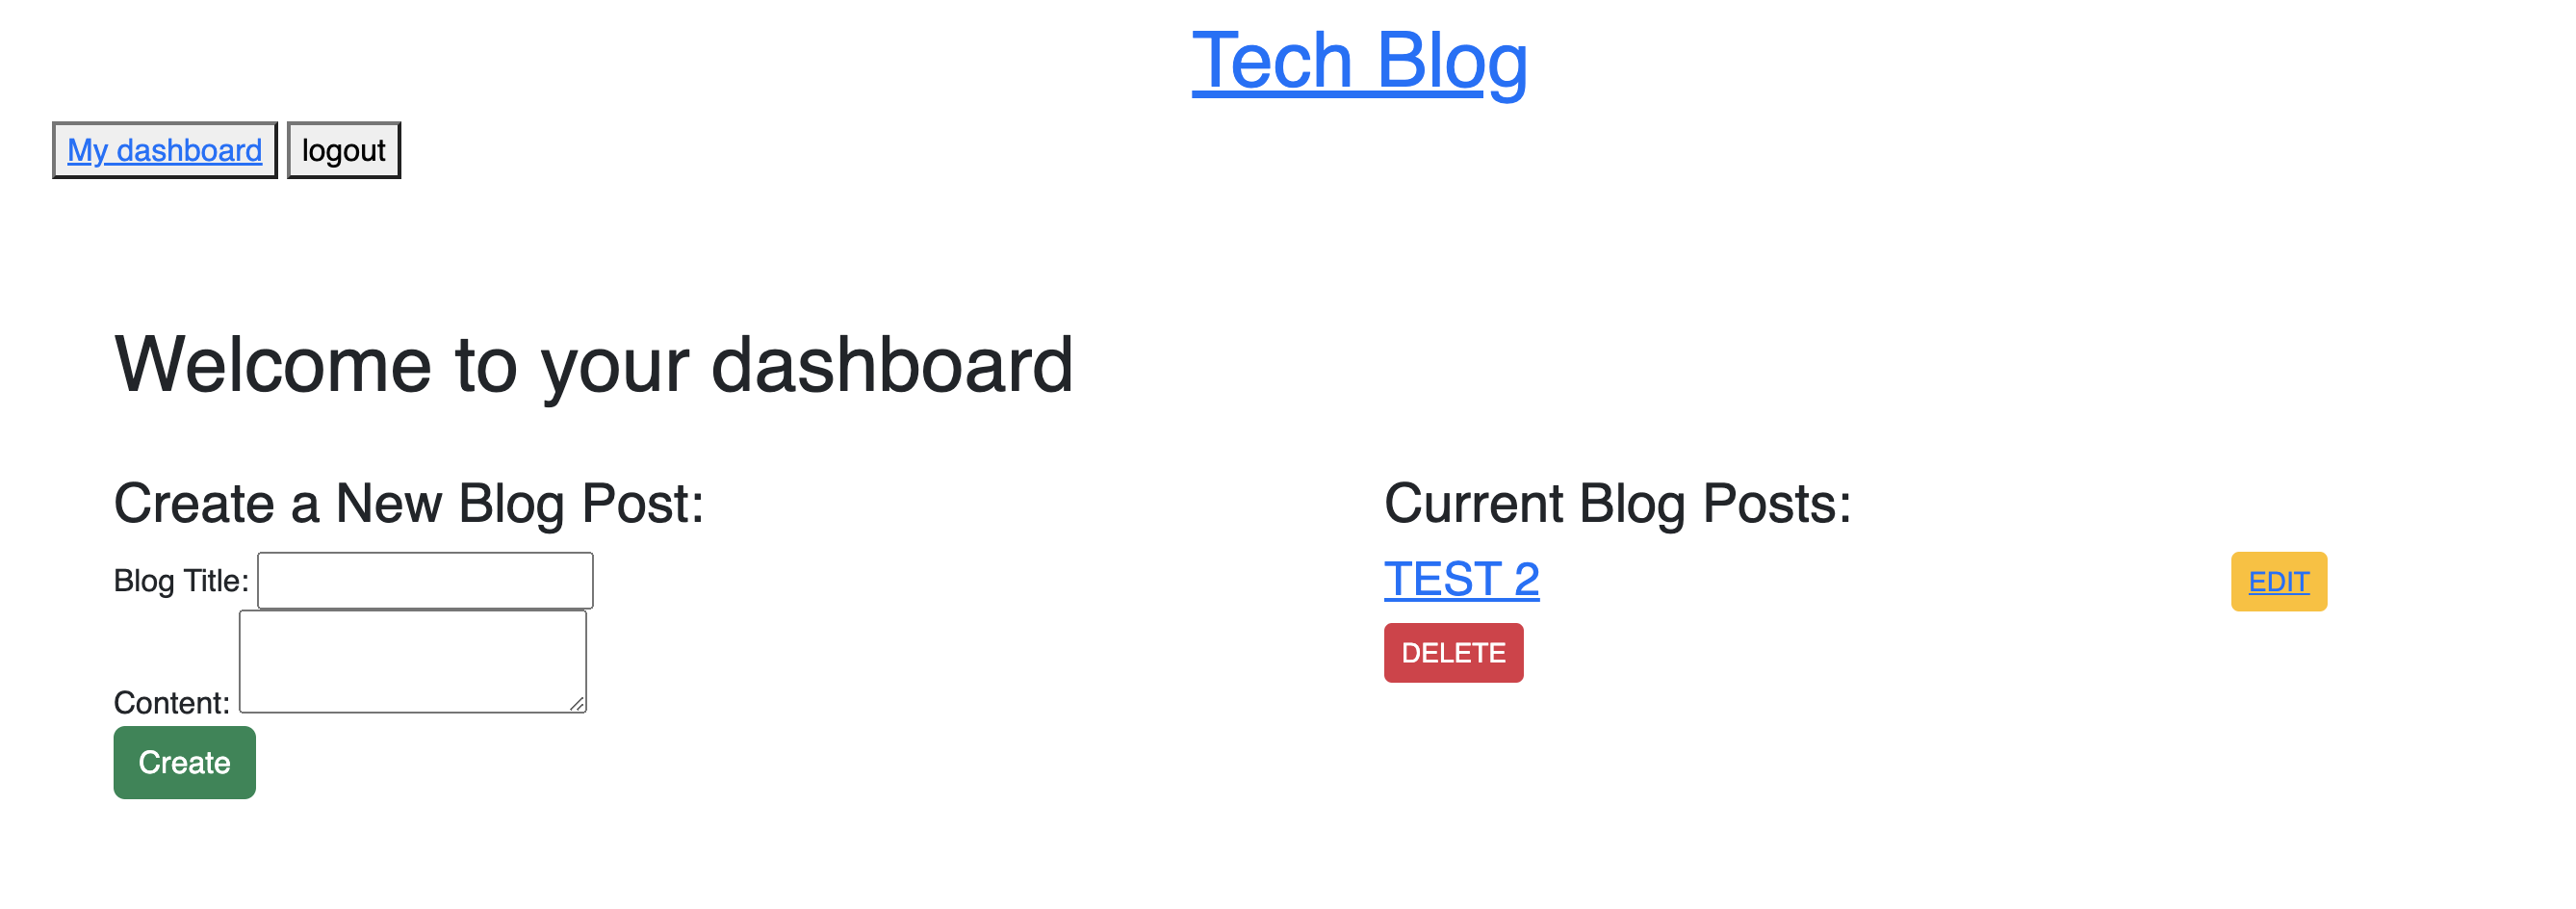 Tech Blog
My dashboard logout
Welcome to your dashboard
Create a New Blog Post:
Blog Title:
Content:
Create
Current Blog Posts:
TEST 2 EDIT
DELETE